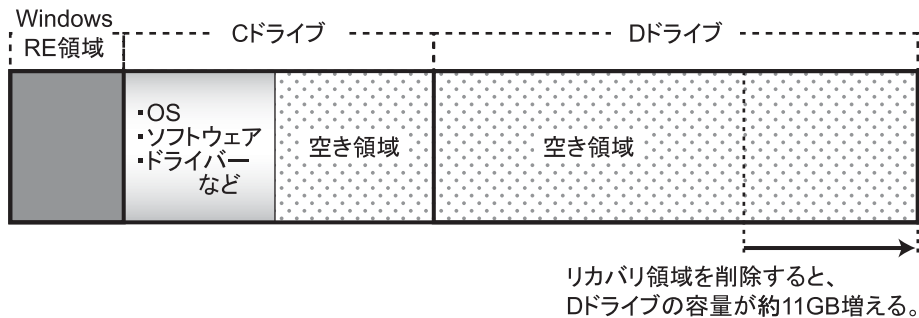 Windows
RE領域
Cドライブ
Dドライブ
▪OS
▪ソフトウェア
▪ドライバー
など
空き領域
空き領域
リカバリ領域を削除すると、
Dドライブの容量が約11GB増える。